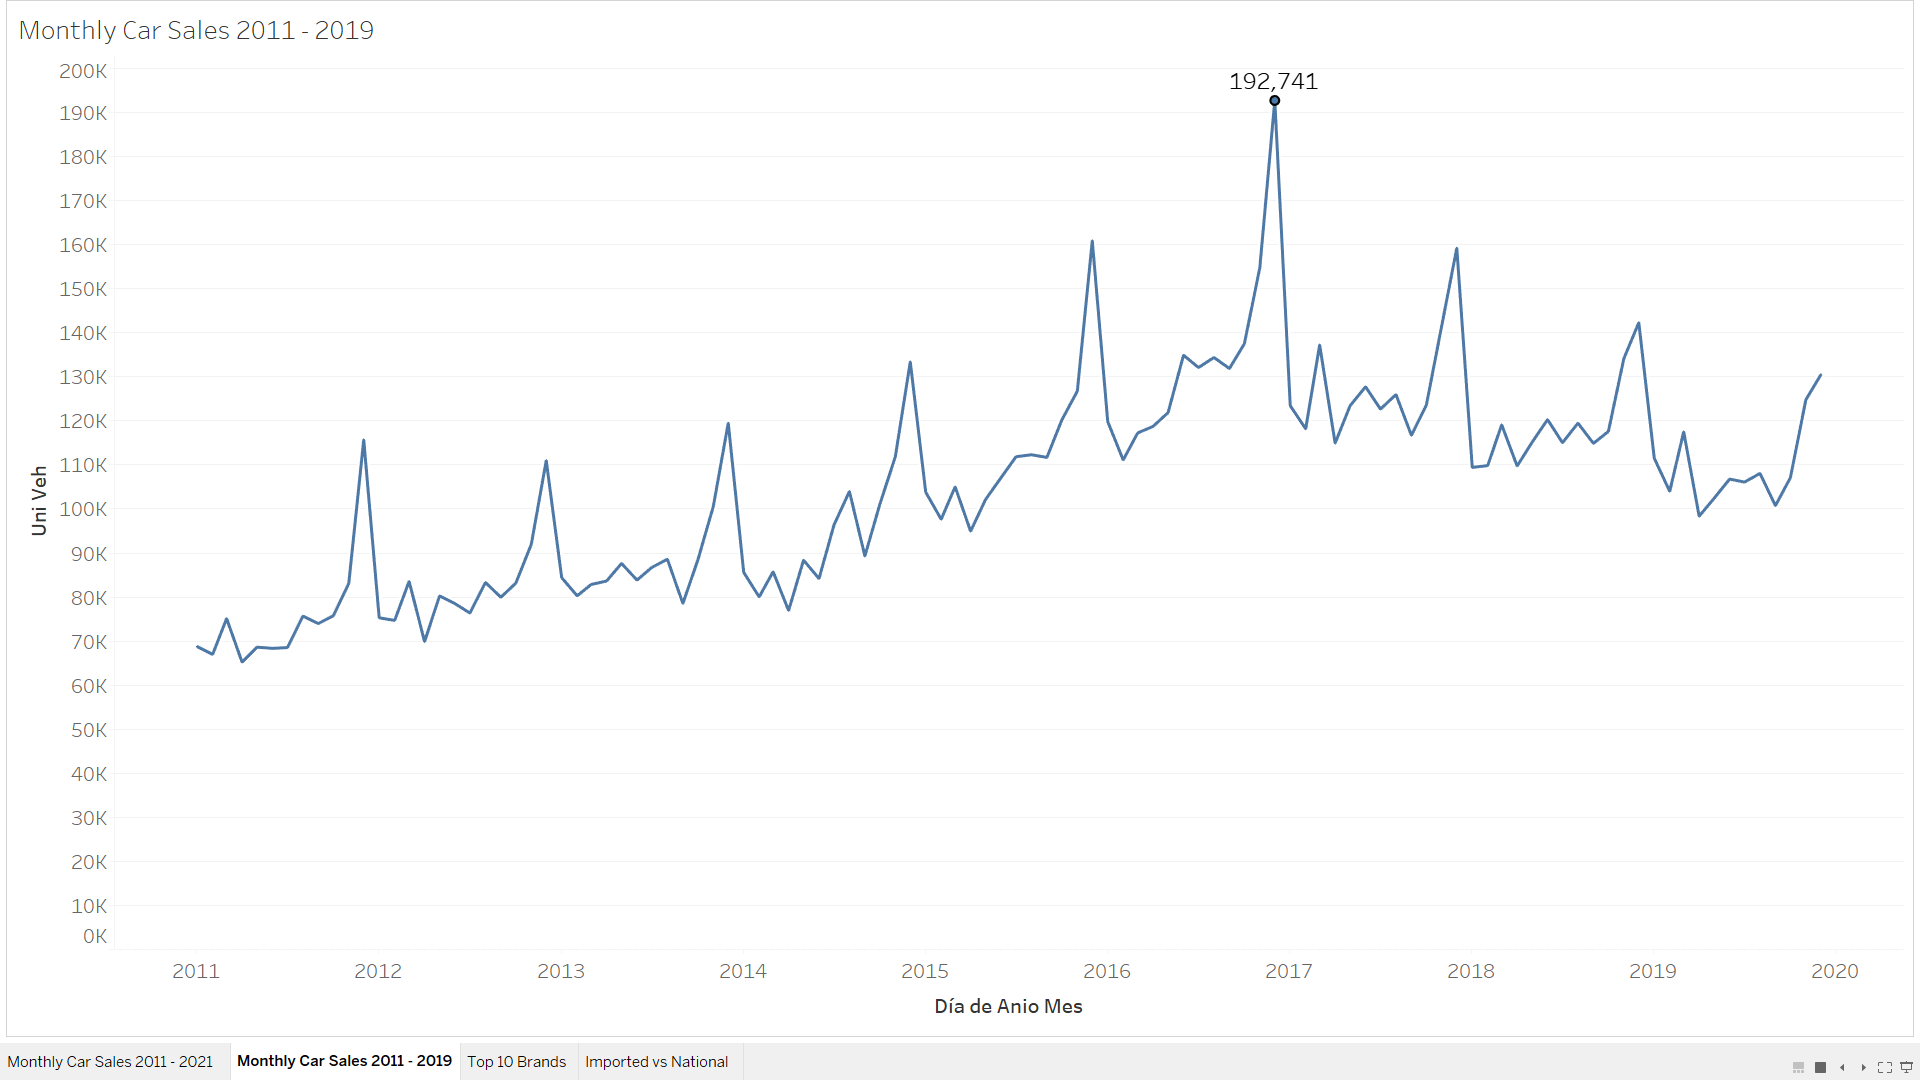 Monthly Car Sales 2011 - 2019
192,741
200K
190K
180K
170K
160K
150K
140K
130K
120K
110K
100K
90K
80K
70K
60K
50K
40K
30K
20K
10K
0K
Uni Veh
2011 2012 2013 2014 2015 2016 2017 2018 2019 2020
Día de Anio Mes
Monthly Car Sales 2011 - 2021 Monthly Car Sales 2011 - 2019 Top 10 Brands Imported vs National